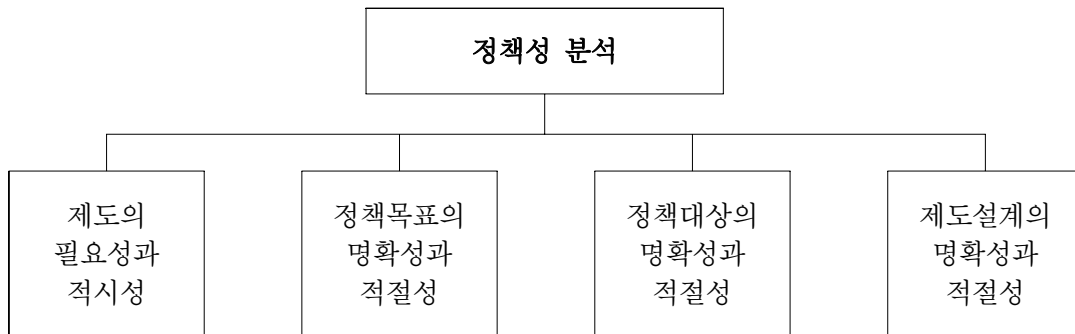 정책성 분석
제도의
필요성과
적시성
정책목표의
명확성과
적절성
정책대상의
명확성과
적절성
제도설계의
명확성과
적절성